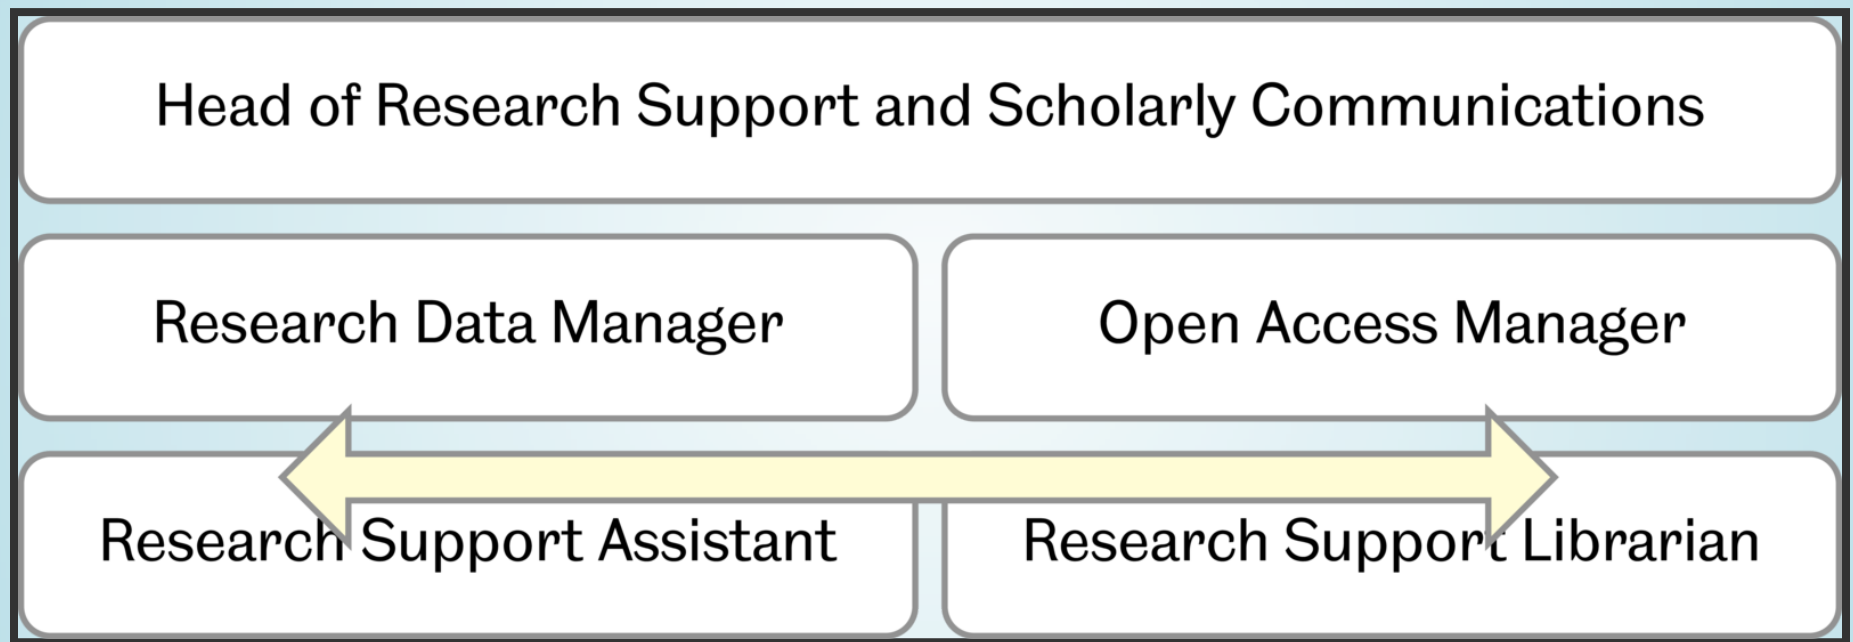 Head of Research Support and Scholarly Communications
Research Data Manager
Open Access Manager
Research Support Assistant
Research Support Librarian